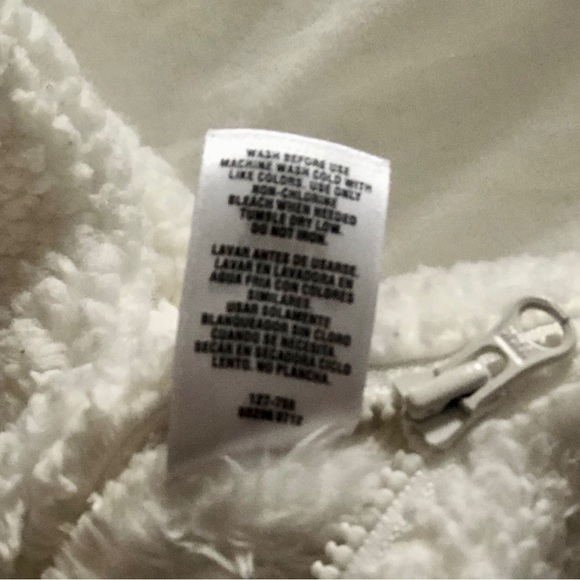 WASH BEFORE USE
MACHINE WASH COLD WITH
LIKE COLORS. USE ONLY
NON-CHLORINE
BLEACH WHEN NEEDED
TUMBLE DRY LOW.
DO NOT IRON.
LAVAR ANTES DE USARSE.
LAVAR EN LAVADORA EN
AGUA FRIA CON COLORES
SIMILARES.
USAR SOLAMENTE
BLANQUEADOR SIN CLORO
CUANDO SE NECESITA.
SECAR EN SECADORA CICLO
LENTO. NO PLANCHA.